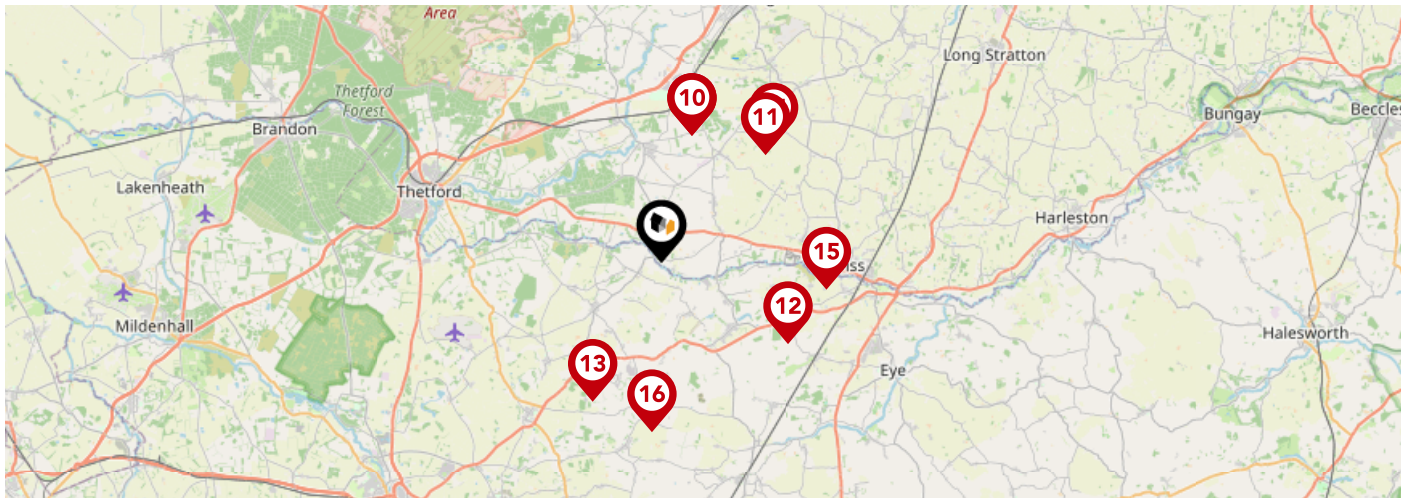 Area
Long Stratton
Thetford
Forest
10
11
Bungay
Beccles
Brandon
Lakenheath
Thetford
Harleston
15
iss
12
Mildenhall
Halesworth
13
Eye
16